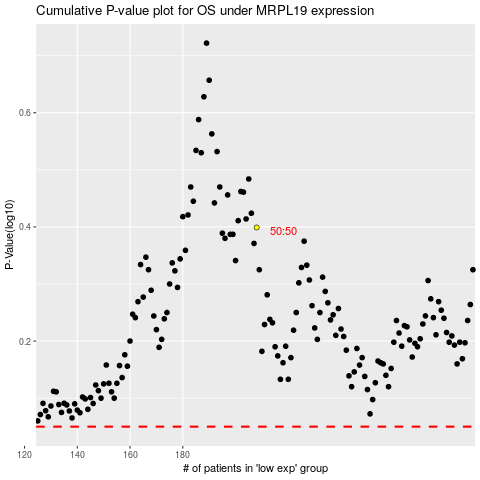 Cumulative P-value plot for OS under MRPL19 expression
P-Value(log10)
0.6
0.4
0.2
50:50
120 140 160 180
# of patients in 'low exp' group